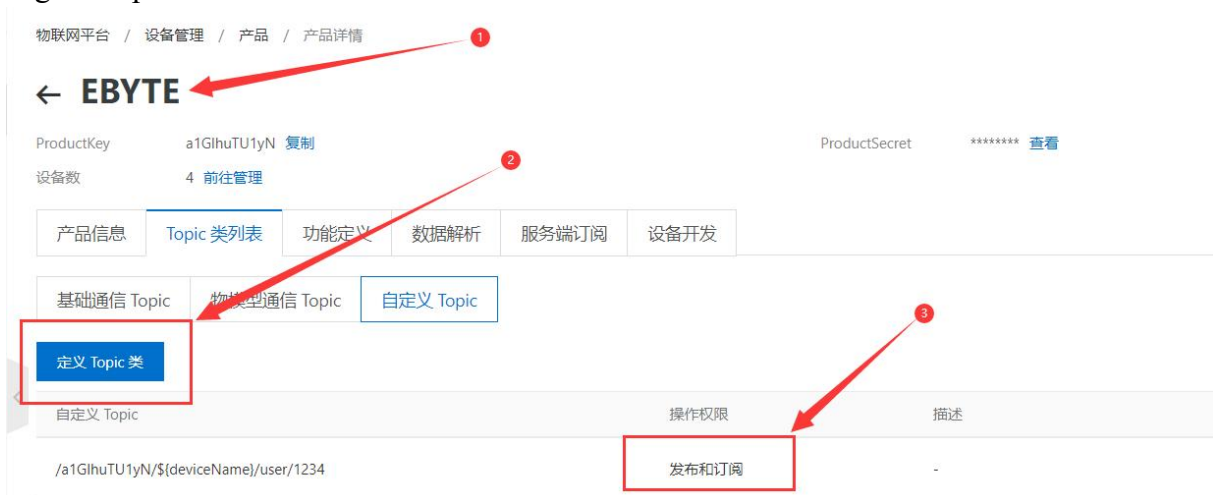 物联网平台 / 设备管理 / 产品 / 产品详情
1
← EBYTE
ProductKey a1GlhuTU1yN 复制 ProductSecret ******** 查看
2
设备数 4 前往管理
产品信息 Topic 类列表 功能定义 数据解析 服务端订阅 设备开发
基础通信 Topic 物模型通信 Topic 自定义 Topic
3
定义 Topic 类
自定义 Topic 操作权限 描述
/a1GlhuTU1yN/${deviceName}/user/1234 发布和订阅 -